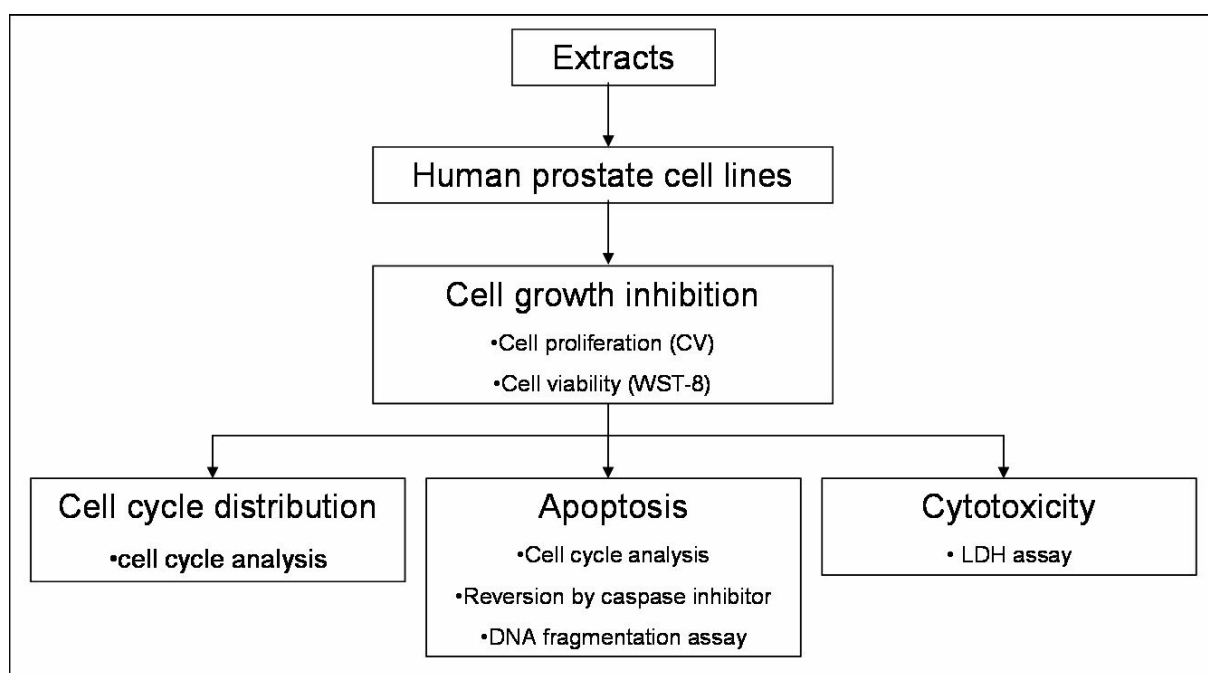 Extracts
Human prostate cell lines
Cell growth inhibition
•Cell proliferation (CV)
•Cell viability (WST-8)
Cell cycle distribution
•cell cycle analysis
Apoptosis
•Cell cycle analysis
•Reversion by caspase inhibitor
•DNA fragmentation assay
Cytotoxicity
• LDH assay